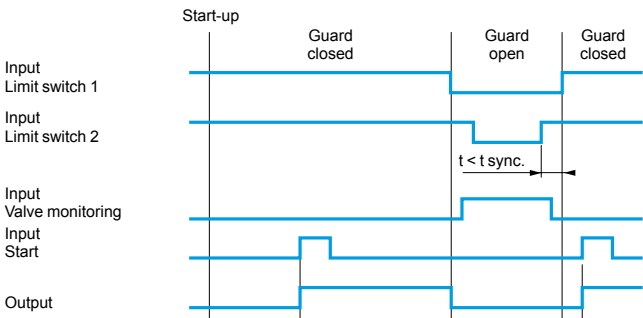 Start-up
Guard
closed
Guard
open
Guard
closed
Input
Limit switch 1
Input
Limit switch 2
t < t sync.
Input
Valve monitoring
Input
Start
Output